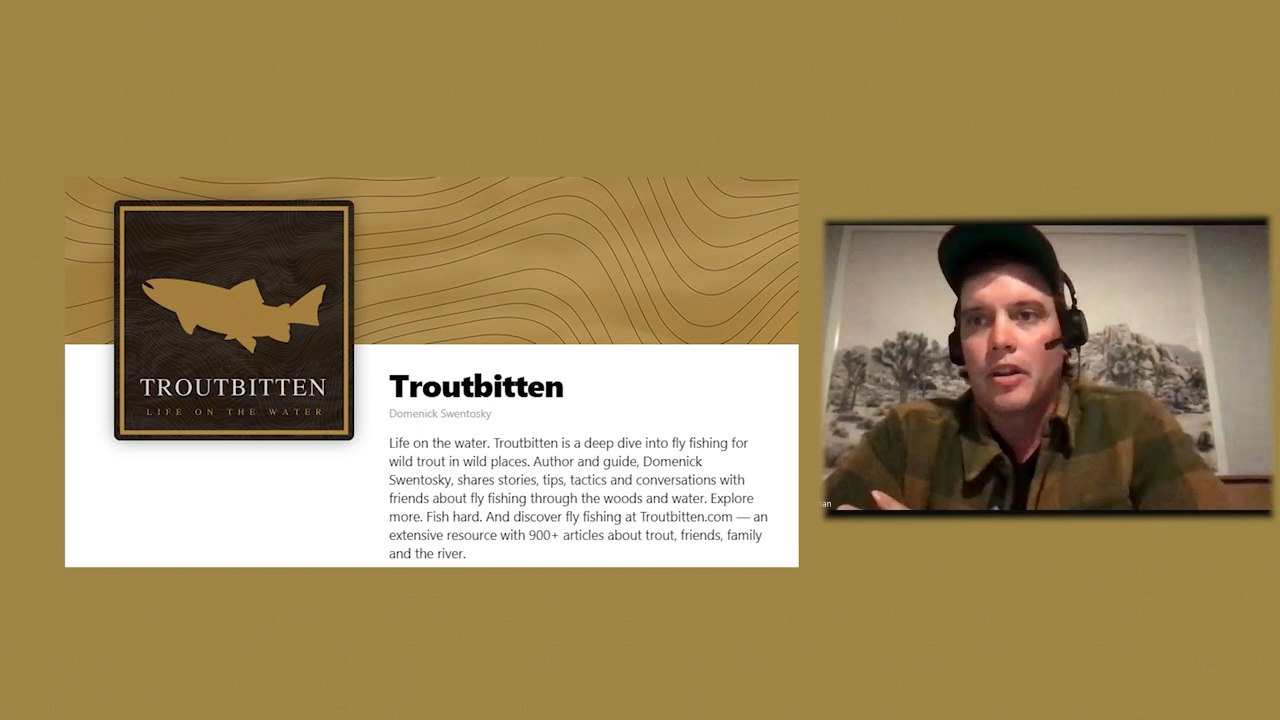 TROUTBITTEN
LIFE ON THE WATER
Troutbitten
Domenick Swentosky
Life on the water. Troutbitten is a deep dive into fly fishing for
wild trout in wild places. Author and guide, Domenick
Swentosky, shares stories, tips, tactics and conversations with
friends about fly fishing through the woods and water. Explore
more. Fish hard. And discover fly fishing at Troutbitten.com — an
extensive resource with 900+ articles about trout, friends, family
and the river.